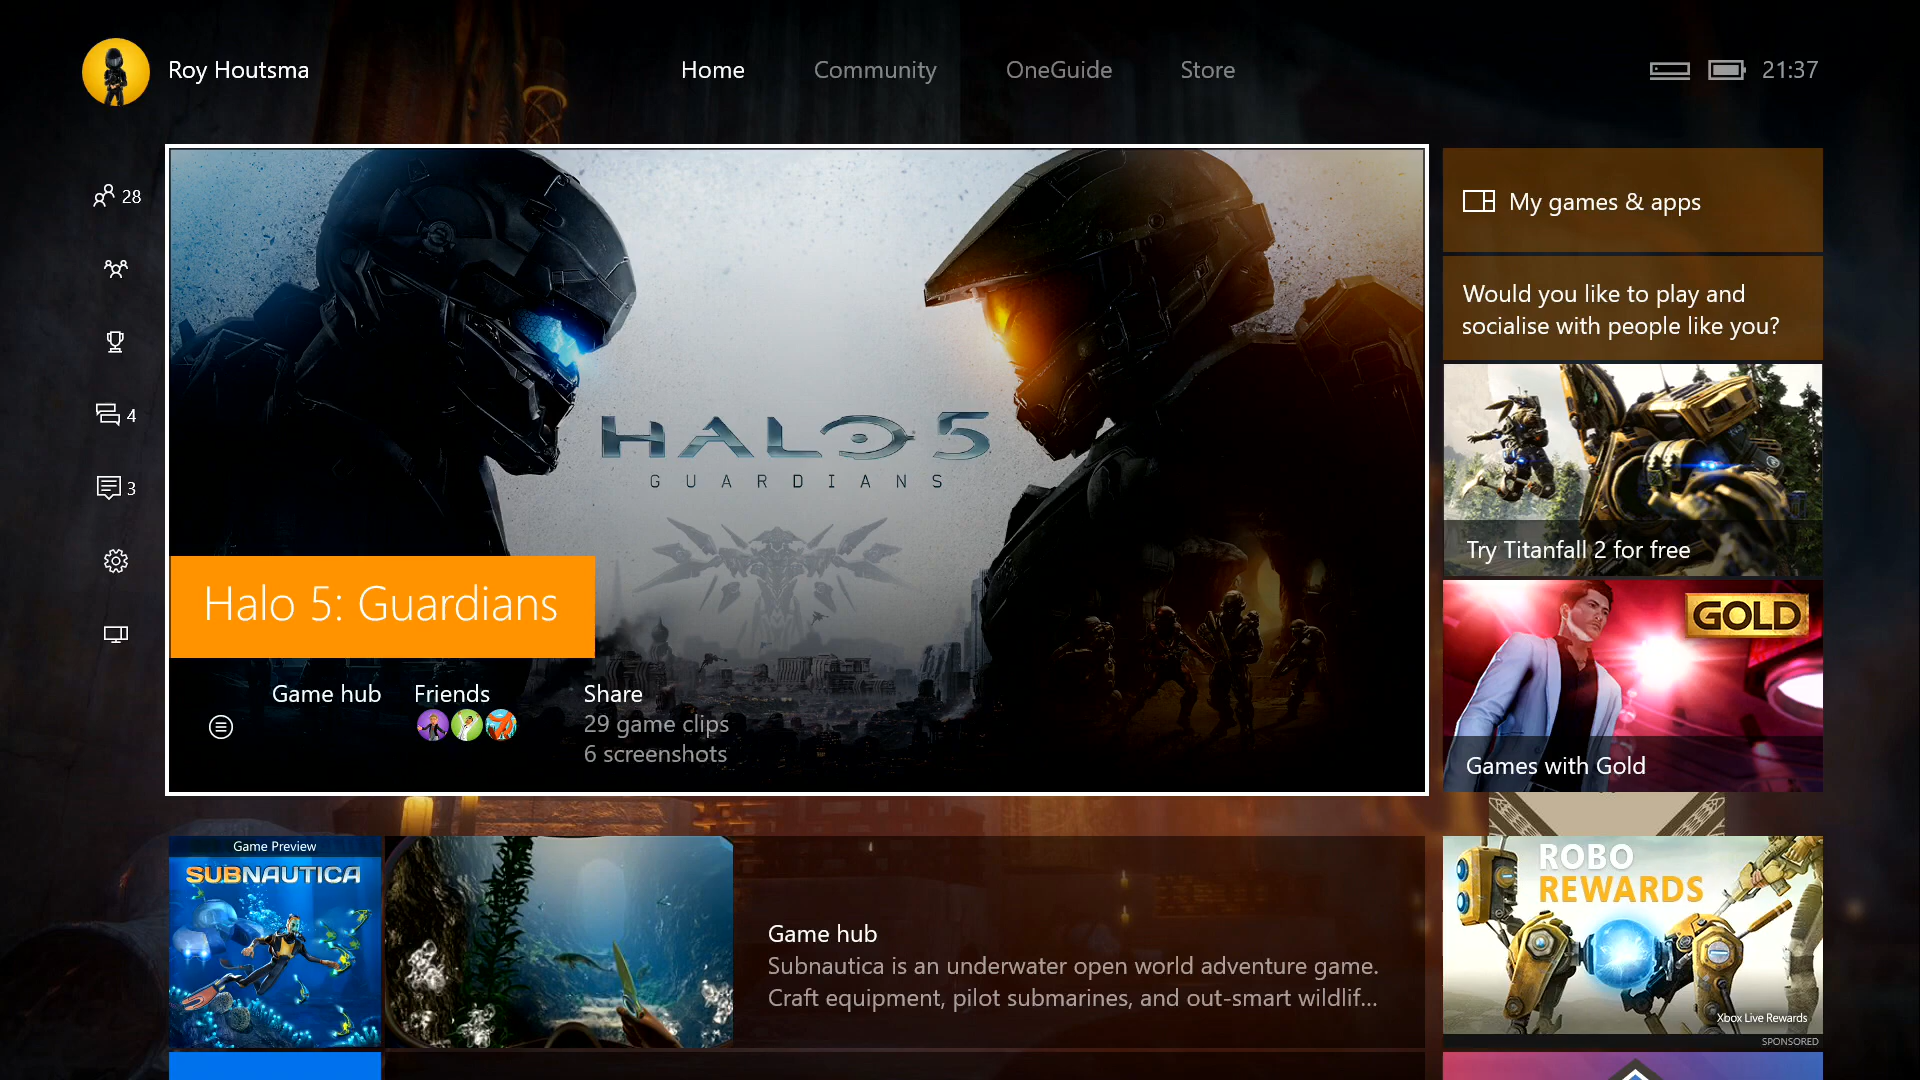 Roy Houtsma
Home
Community
OneGuide
Store
21:37
28
4
3
HALO 5
GUARDIANS
Halo 5: Guardians
Game hub
Friends
Share
29 game clips
6 screenshots
My games & apps
Would you like to play and
socialise with people like you?
Try Titanfall 2 for free
GOLD
Games with Gold
Game Preview
SUBNAUTICA
Game hub
Subnautica is an underwater open world adventure game.
Craft equipment, pilot submarines, and out-smart wildlif...
ROBO
REWARDS
Xbox Live Rewards
SPONSORED